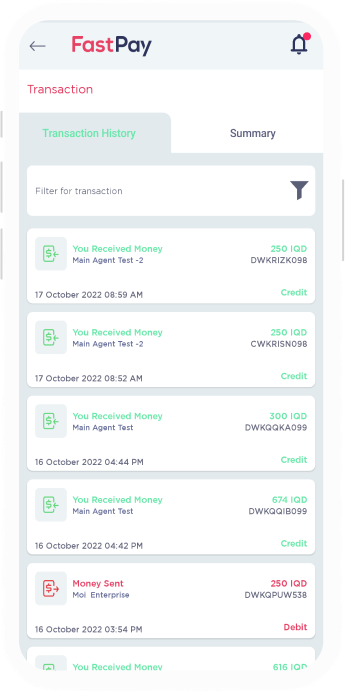 FastPay
Transaction
Transaction History
Summary
Filter for transaction
You Received Money
250 IQD
Main Agent Test -2
DWKRIZK098
17 October 2022 08:59 AM
Credit
You Received Money
250 IQD
Main Agent Test -2
CWKRISN098
17 October 2022 08:52 AM
Credit
You Received Money
300 IQD
Main Agent Test
DWKQQKA099
16 October 2022 04:44 PM
Credit
You Received Money
674 IQD
Main Agent Test
DWKQQIB099
16 October 2022 04:42 PM
Credit
Money Sent
250 IQD
Moi  Enterprise
DWKQPUW538
16 October 2022 03:54 PM
Debit
You Received Money
616 IQD